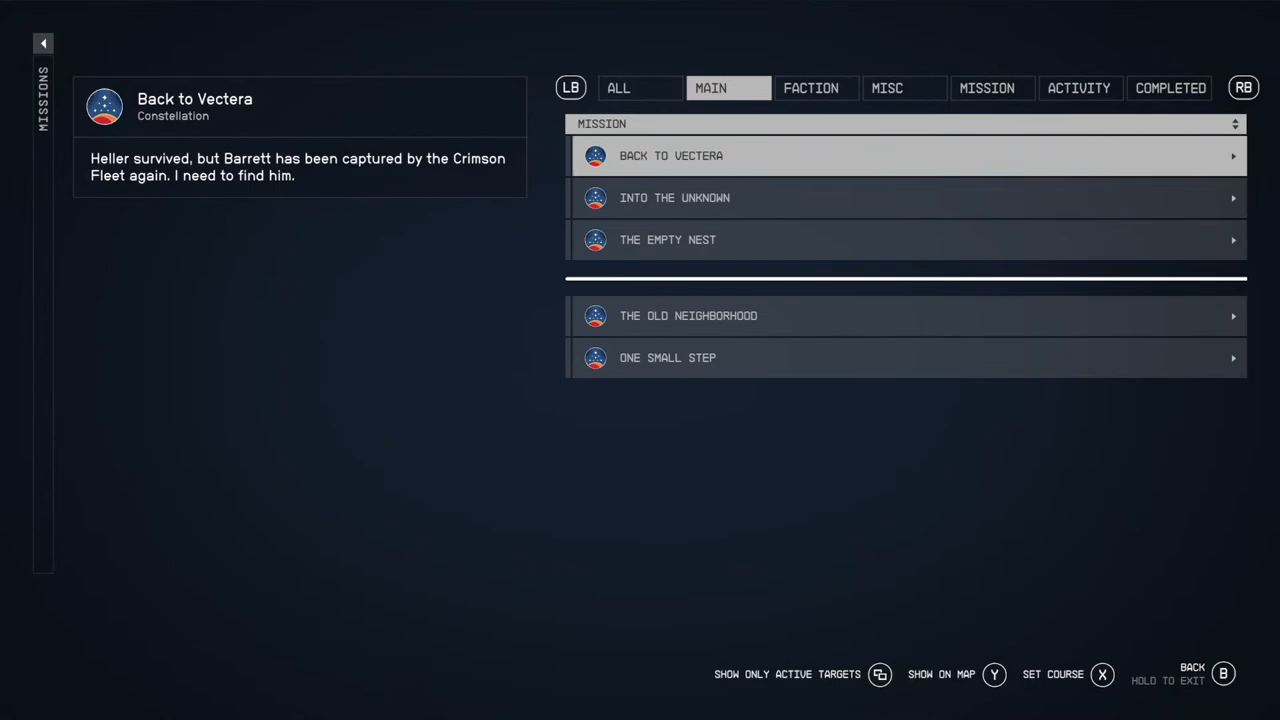 MISSIONS
Back to Vectera
Constellation
Heller survived, but Barrett has been captured by the Crimson
Fleet again. I need to find him.
LB ALL MAIN FACTION MISC MISSION ACTIVITY COMPLETED RB
MISSION
BACK TO VECTERA
INTO THE UNKNOWN
THE EMPTY NEST
THE OLD NEIGHBORHOOD
ONE SMALL STEP
SHOW ONLY ACTIVE TARGETS SHOW ON MAP Y SET COURSE X BACK B
HOLD TO EXIT